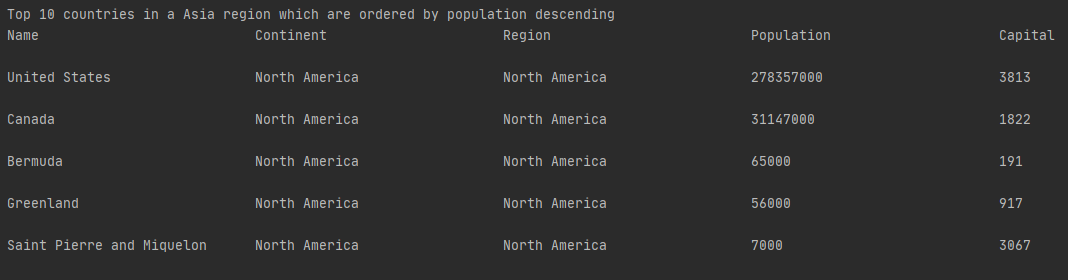 Top 10 countries in a Asia region which are ordered by population descending
Name Continent Region Population Capital
United States North America North America 278357000 3813
Canada North America North America 31147000 1822
Bermuda North America North America 65000 191
Greenland North America North America 56000 917
Saint Pierre and Miquelon North America North America 7000 3067